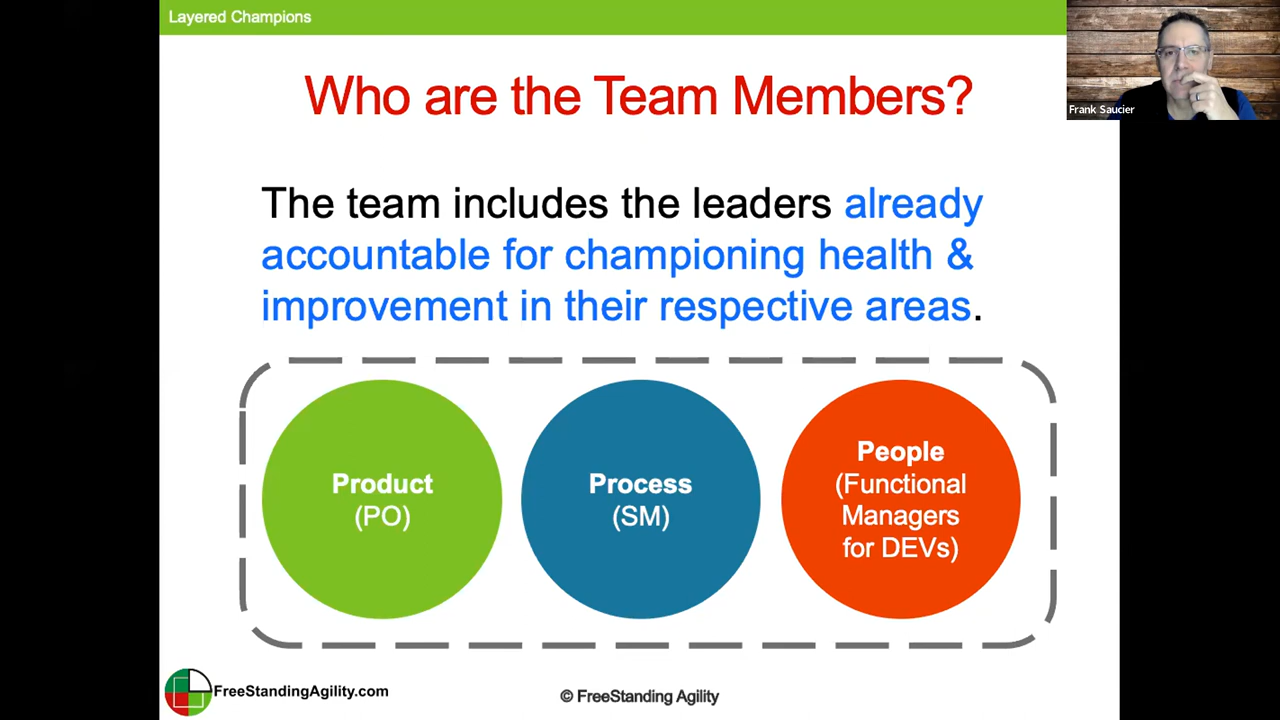 Layered Champions
Frank Saucier
Who are the Team Members?
The team includes the leaders already
accountable for championing health &
improvement in their respective areas.
Product
(PO)
Process
(SM)
People
(Functional
Managers
for DEVs)
FreeStandingAgility.com
© FreeStanding Agility